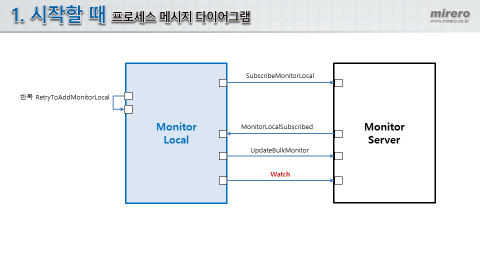 1. 시작할 때 프로세스 메시지 다이어그램
mirero
www.mirero.co.kr
SubscribeMonitorLocal
반복 RetryToAddMonitorLocal
Monitor
Local
MonitorLocalSubscribed
Monitor
Server
UpdateBulkMonitor
Watch